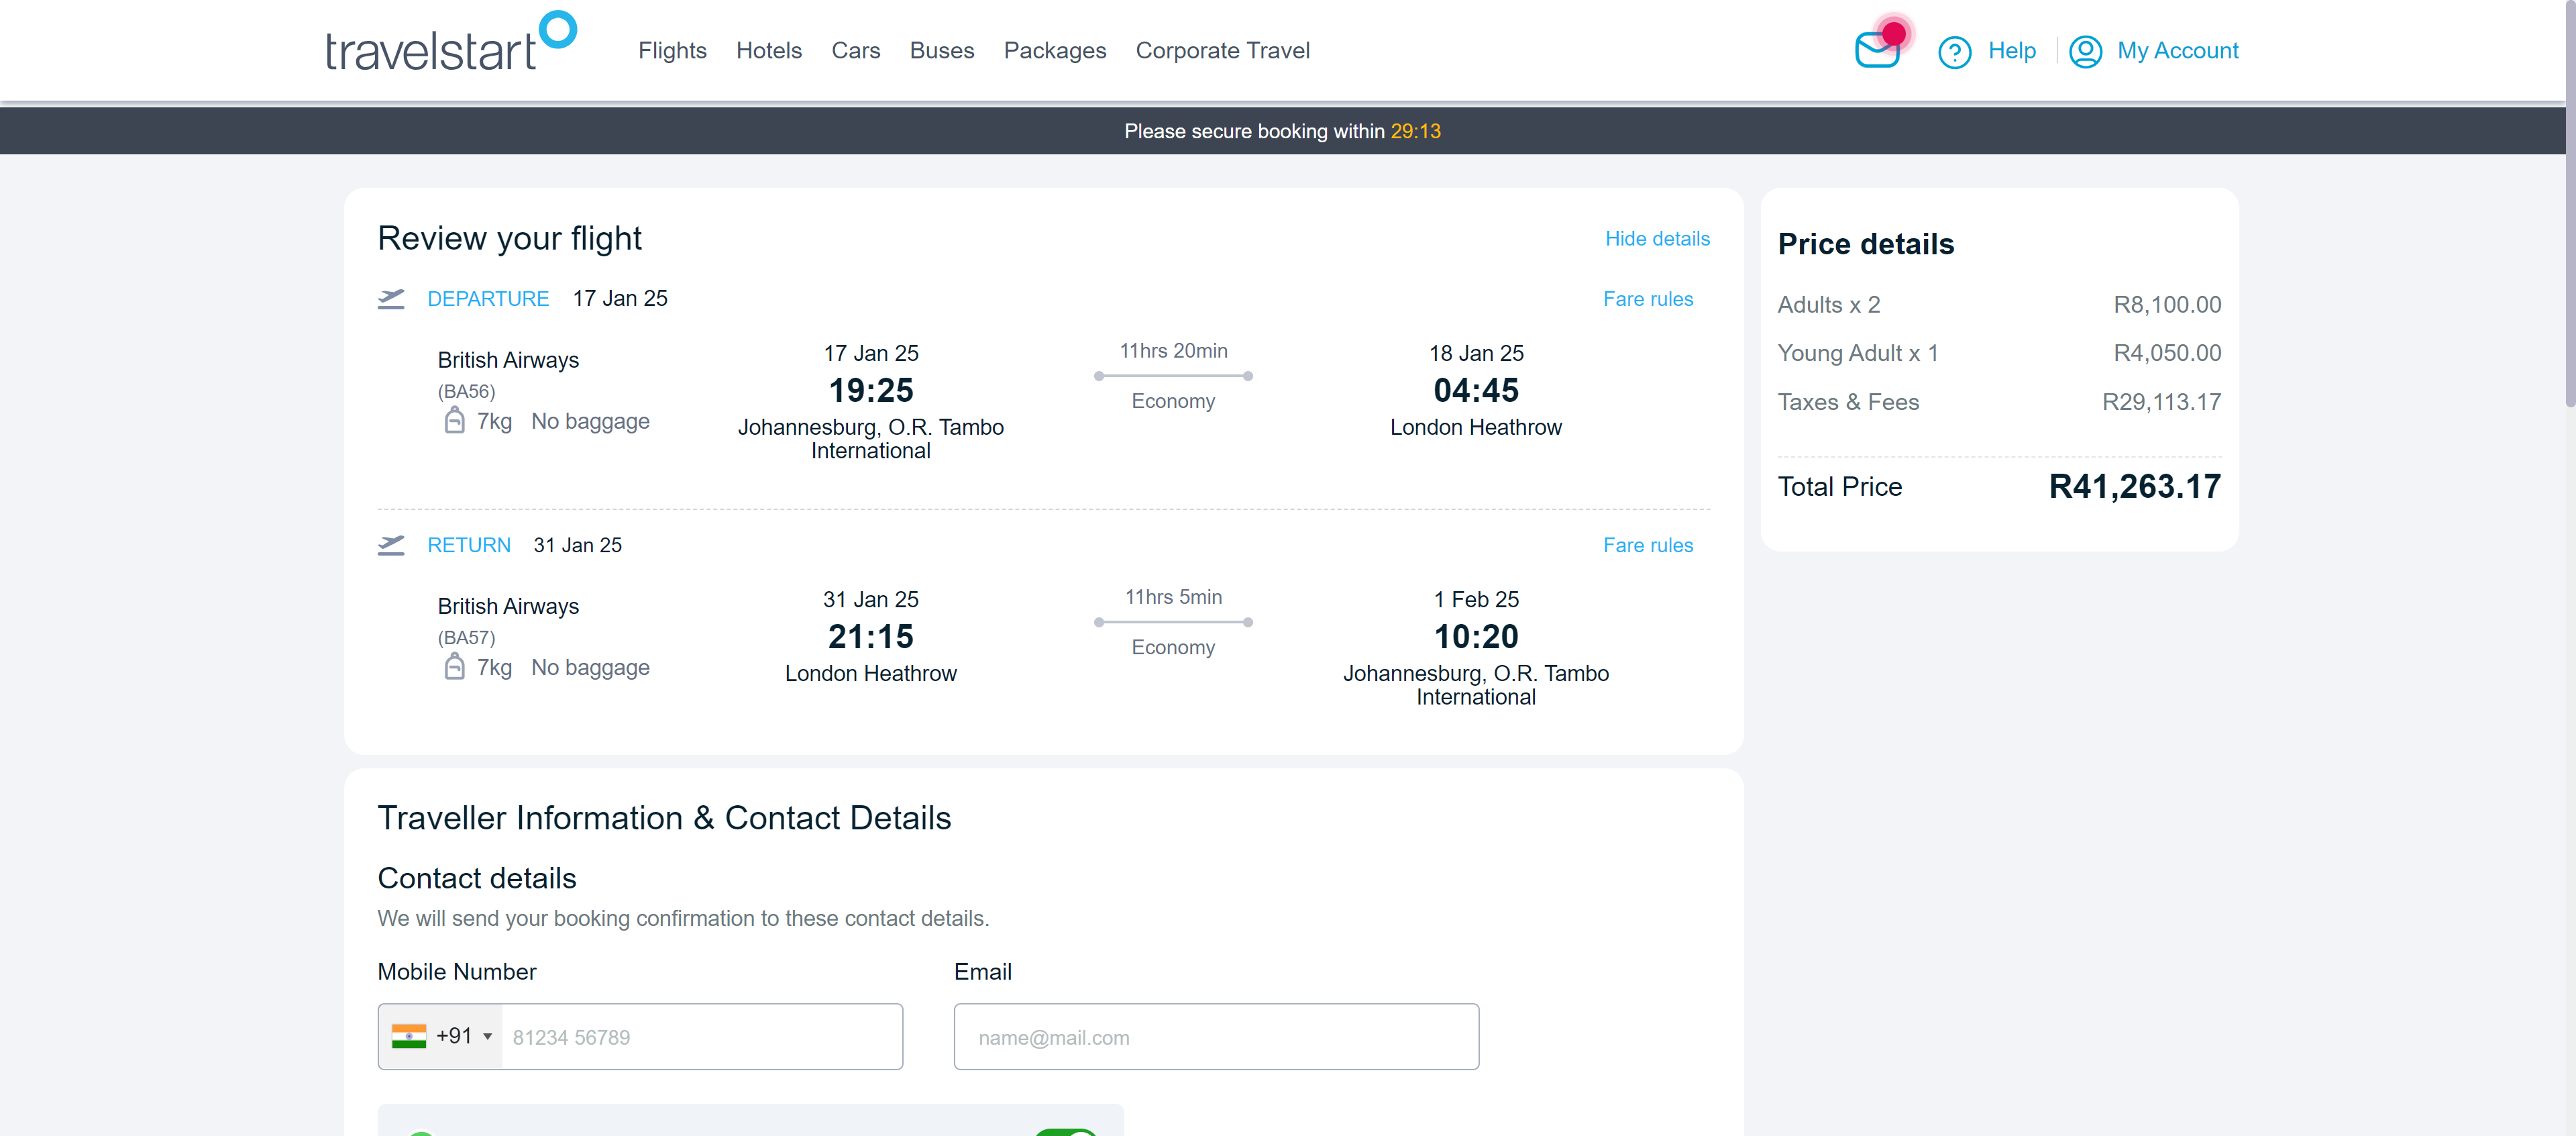 travelstart
Flights Hotels Cars Buses Packages Corporate Travel
Help
My Account
Please secure booking within 29:13
Review your flight
Hide details
DEPARTURE 17 Jan 25
Fare rules
British Airways
(BA56)
7kg No baggage
17 Jan 25
19:25
Johannesburg, O.R. Tambo
International
11hrs 20min
Economy
18 Jan 25
04:45
London Heathrow
RETURN 31 Jan 25
Fare rules
British Airways
(BA57)
7kg No baggage
31 Jan 25
21:15
London Heathrow
11hrs 5min
Economy
1 Feb 25
10:20
Johannesburg, O.R. Tambo
International
Price details
Adults x 2 R8,100.00
Young Adult x 1 R4,050.00
Taxes & Fees R29,113.17
Total Price R41,263.17
Traveller Information & Contact Details
Contact details
We will send your booking confirmation to these contact details.
Mobile Number
+91 81234 56789
Email
name@mail.com